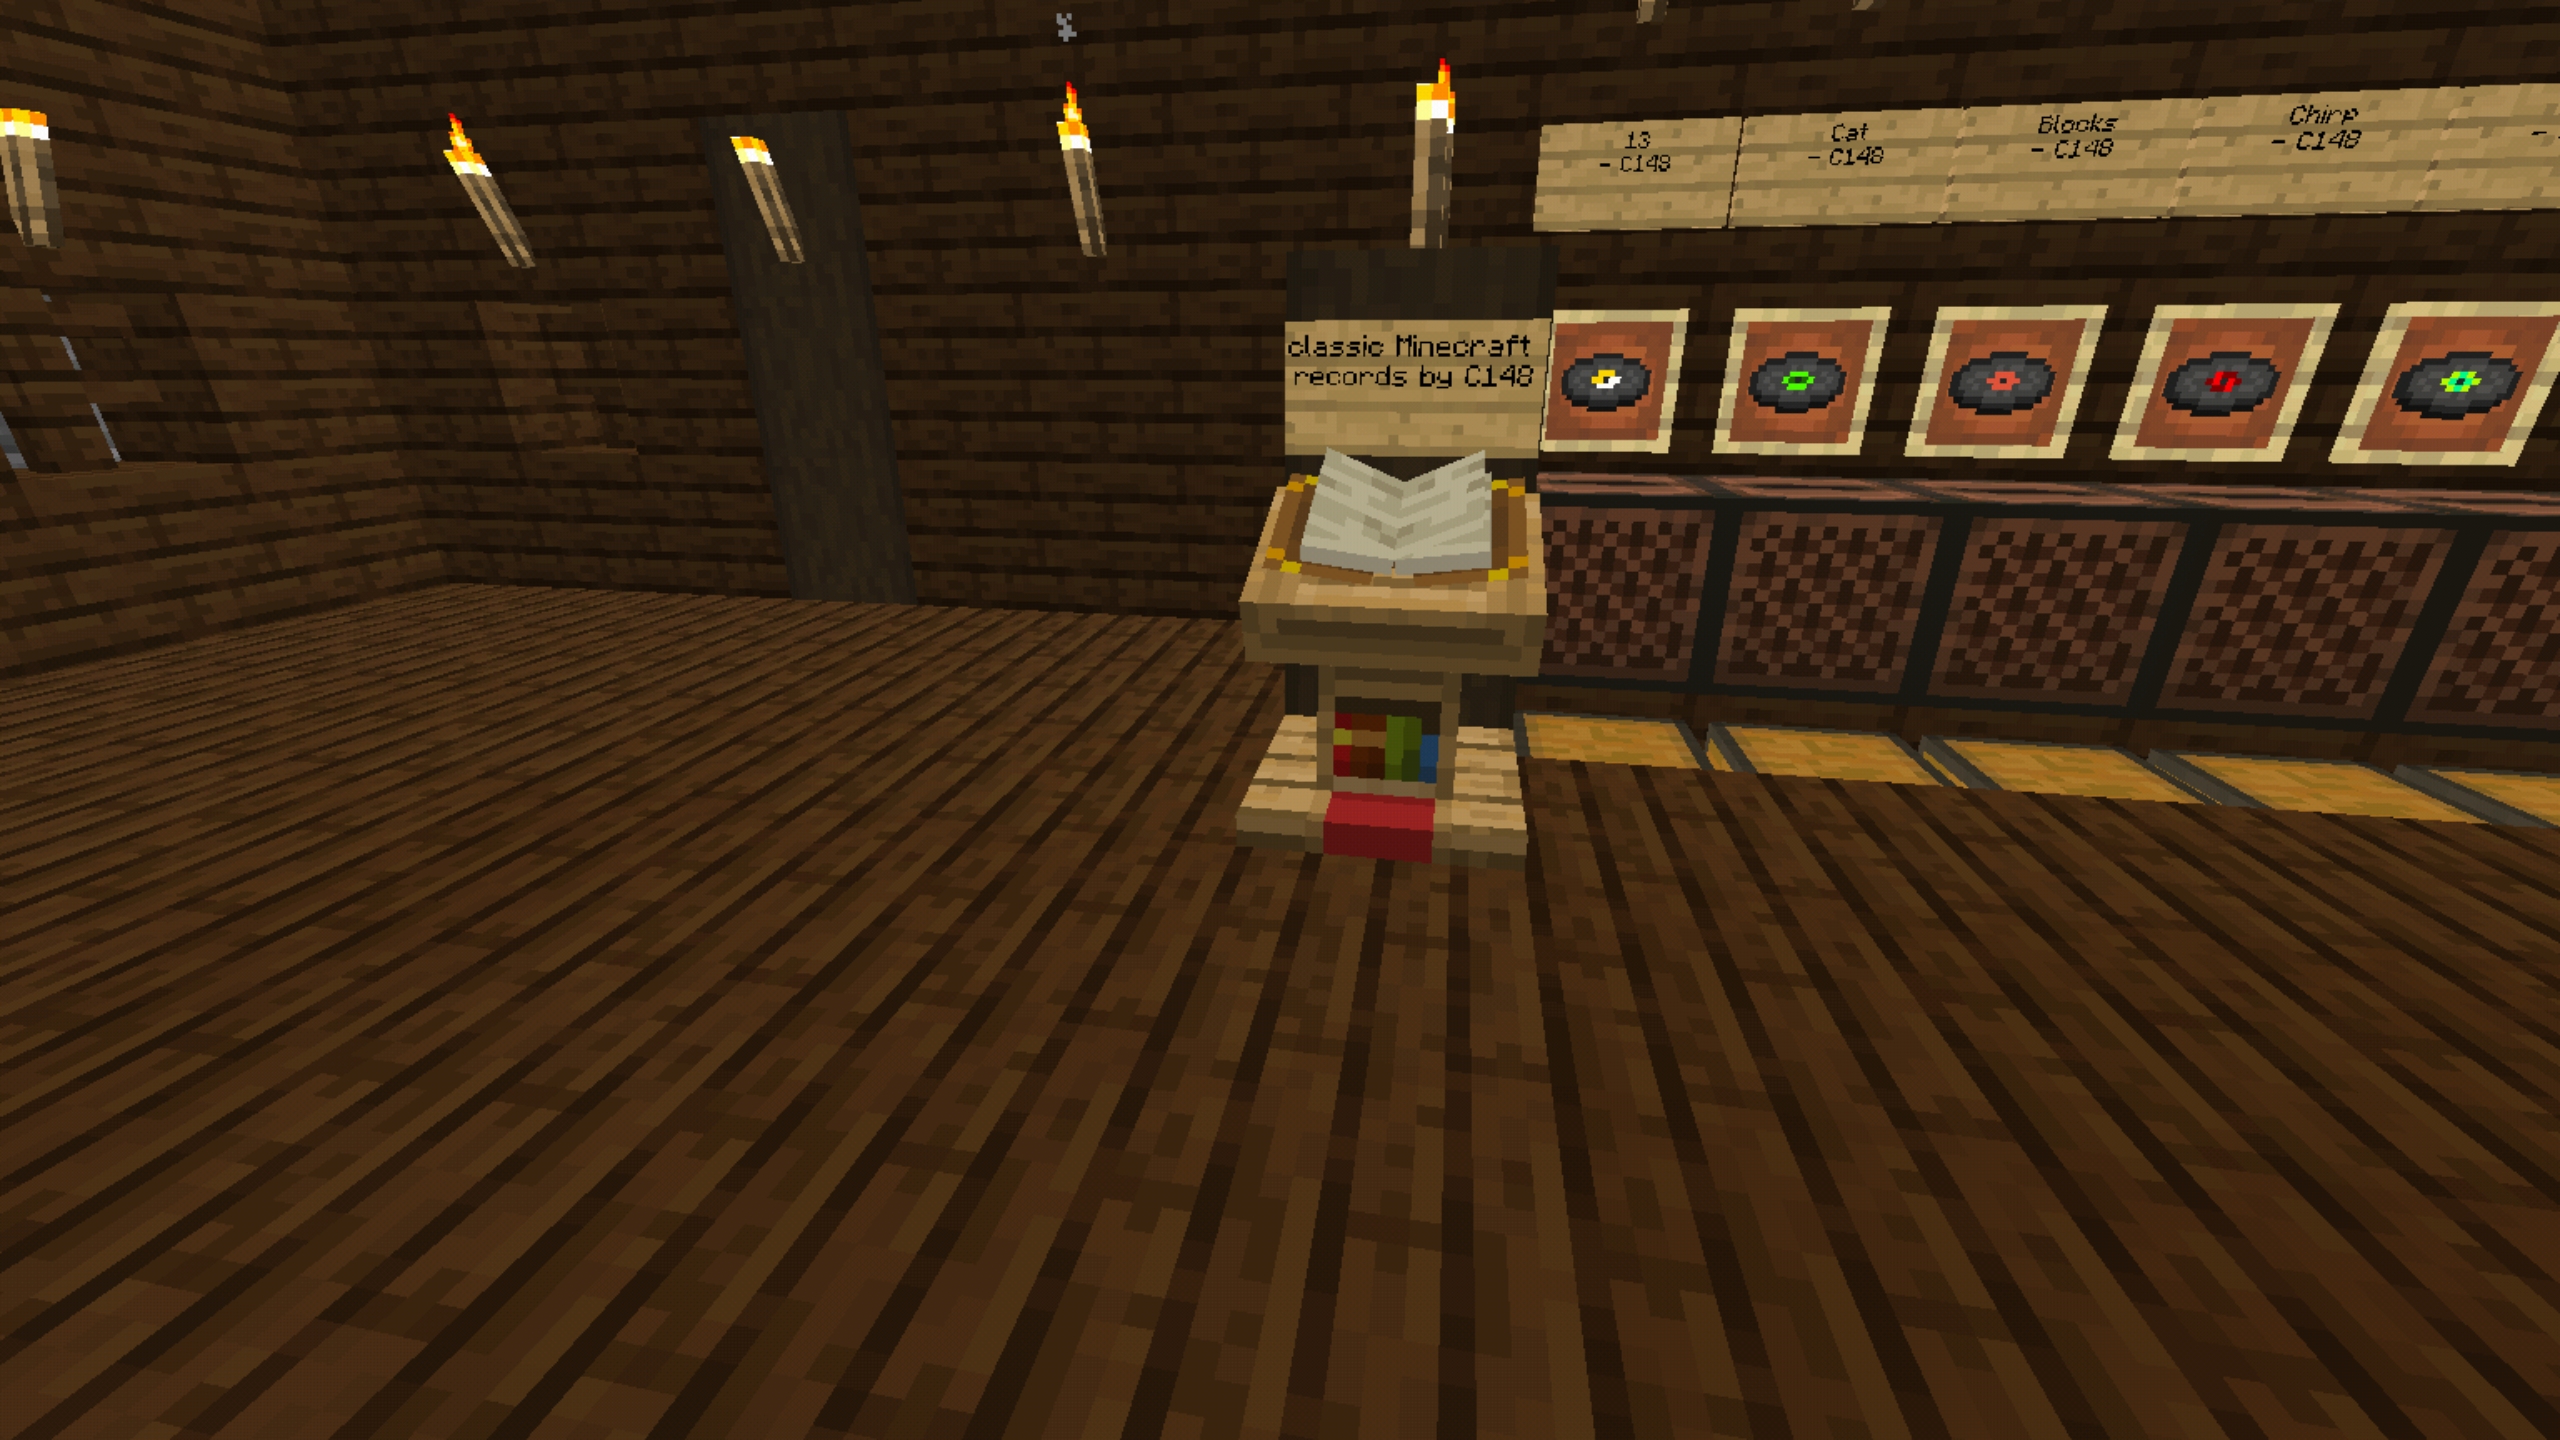 13
- C148
Cat
- C148
Blocks
- C148
Chirp
- C148
classic Minecraft
records by C148